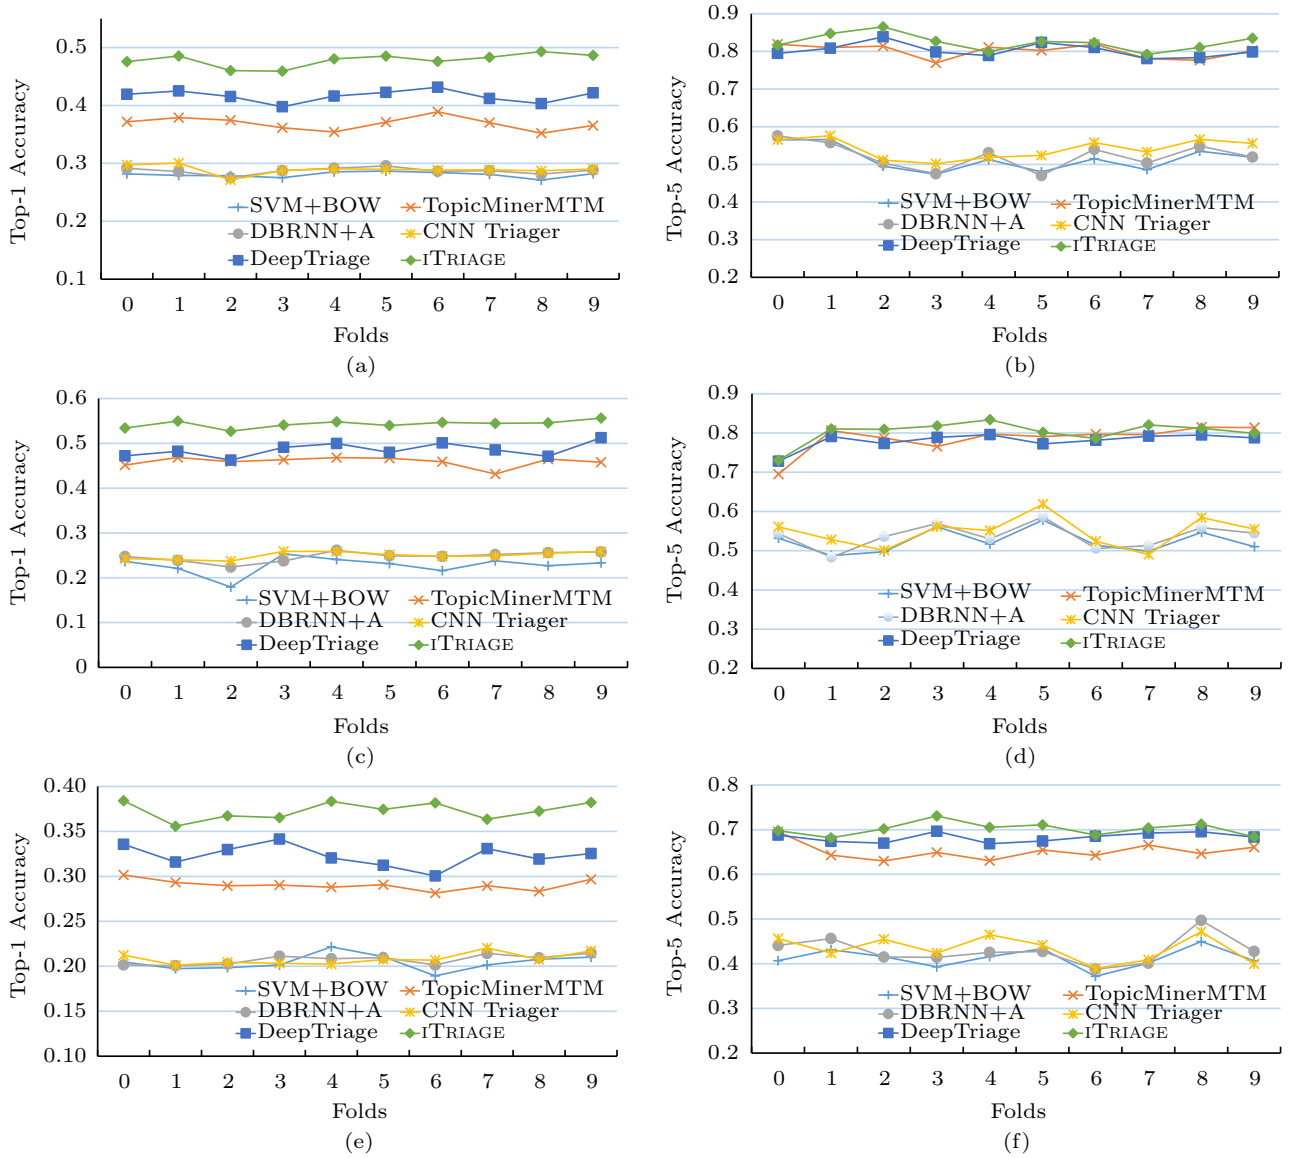 0.5
0.4
0.3
0.2
0.1
Top-1 Accuracy
SVM+BOW TopicMinerMTM
DBRNN+A CNN Triager
DeepTriage iTRIAGE
0 1 2 3 4 5 6 7 8 9
Folds
(a)
0.9
0.8
0.7
0.6
0.5
0.4
0.3
0.2
Top-5 Accuracy
SVM+BOW TopicMinerMTM
DBRNN+A CNN Triager
DeepTriage iTRIAGE
0 1 2 3 4 5 6 7 8 9
Folds
(b)
0.6
0.5
0.4
0.3
0.2
0.1
0
Top-1 Accuracy
SVM+BOW TopicMinerMTM
DBRNN+A CNN Triager
DeepTriage iTRIAGE
0 1 2 3 4 5 6 7 8 9
Folds
(c)
0.9
0.8
0.7
0.6
0.5
0.4
0.3
0.2
Top-5 Accuracy
SVM+BOW TopicMinerMTM
DBRNN+A CNN Triager
DeepTriage iTRIAGE
0 1 2 3 4 5 6 7 8 9
Folds
(d)
0.40
0.35
0.30
0.25
0.20
0.15
0.10
Top-1 Accuracy
SVM+BOW TopicMinerMTM
DBRNN+A CNN Triager
DeepTriage iTRIAGE
0 1 2 3 4 5 6 7 8 9
Folds
(e)
0.8
0.7
0.6
0.5
0.4
0.3
0.2
Top-5 Accuracy
SVM+BOW TopicMinerMTM
DBRNN+A CNN Triager
DeepTriage iTRIAGE
0 1 2 3 4 5 6 7 8 9
Folds
(f)